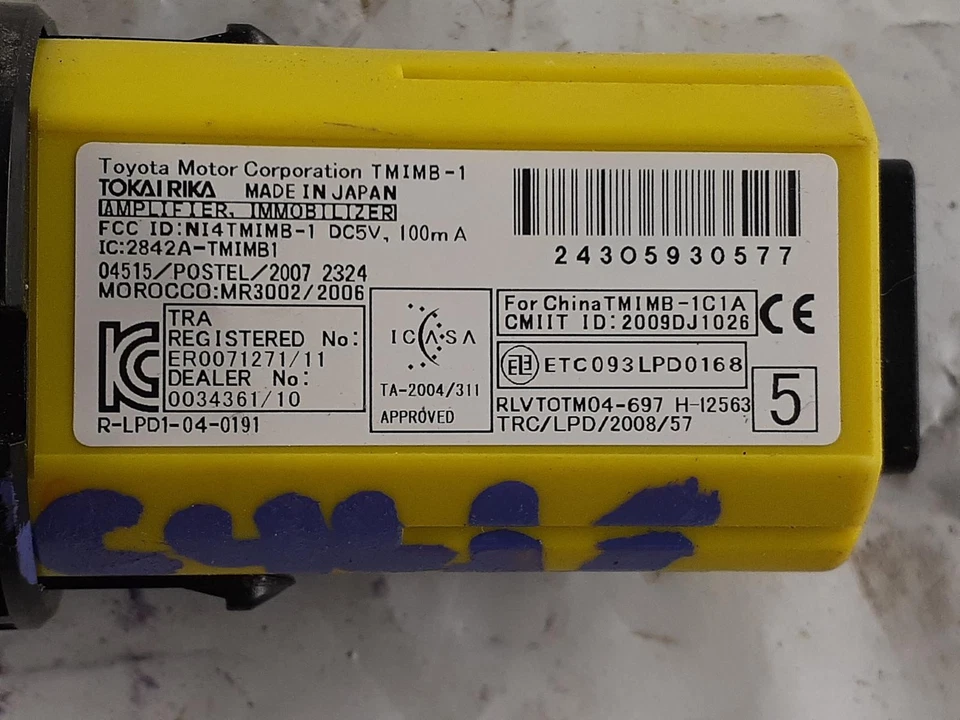 Toyota Motor Corporation TMIMB-1
TOKAI RIKA MADE IN JAPAN
AMPLIFIER, IMMOBILIZER
FCC ID:NI4TMIMB-1 DC5V, 100mA
IC:2842A-TMIMB1
04515/POSTEL/2007 2324
MOROCCO:MR3002/2006
TRA
REGISTERED No:
ER0071271/11
DEALER No:
0034361/10
R-LPD1-04-0191
ICASA
TA-2004/311
APPROVED
24305930577
For China TMIMB-1C1A
CMIIT ID: 2009DJ1026
CE
ETC093LPD0168
RLVTOTM04-697 H-I2563
TRC/LPD/2008/57
5